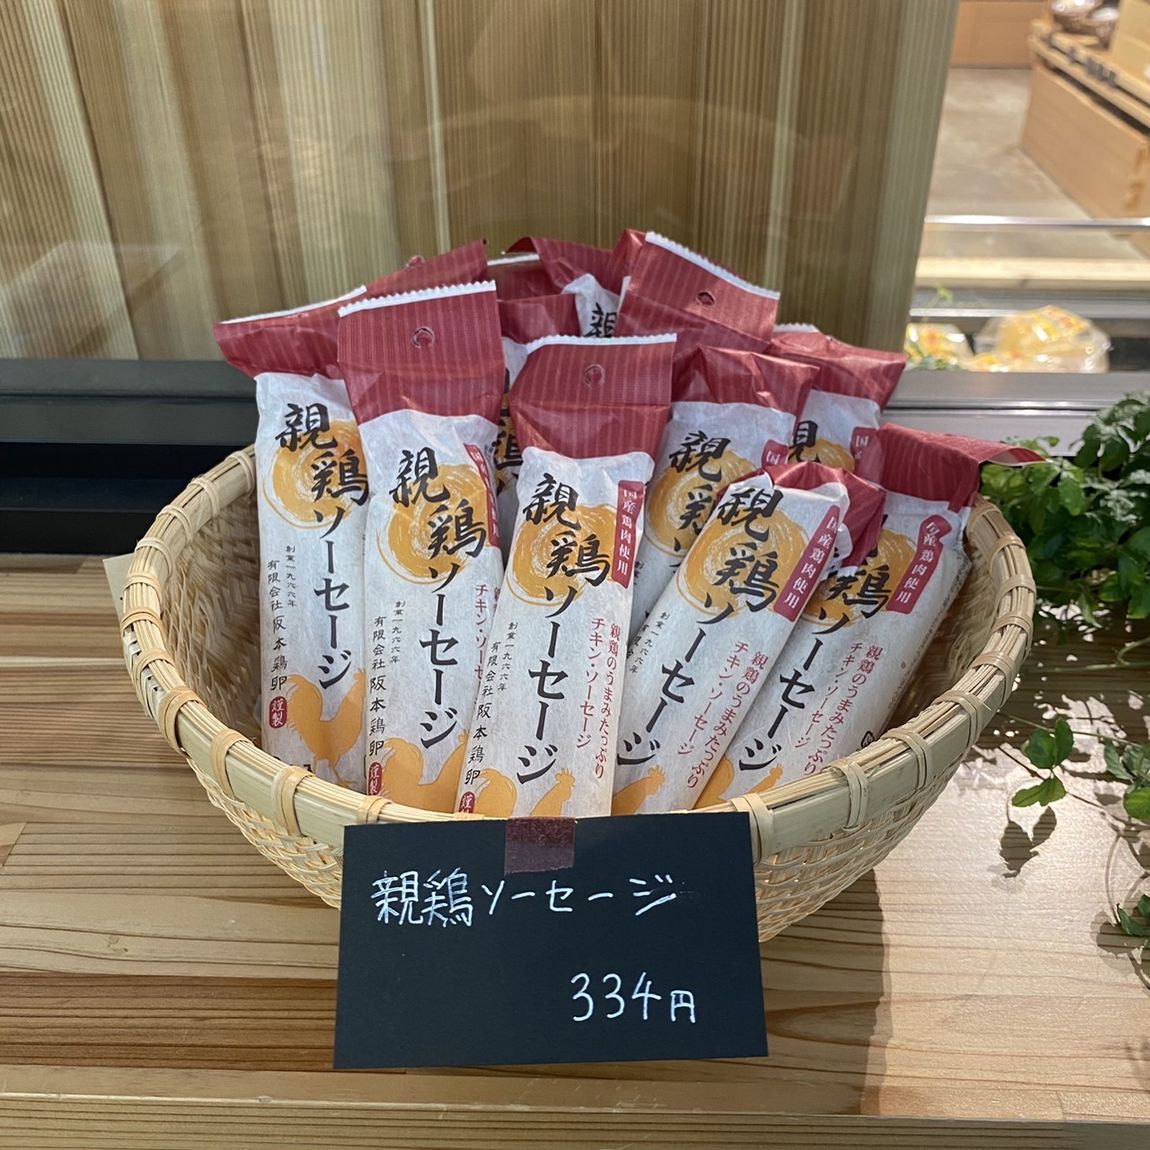 親鶏ソーセージ
国産鶏肉使用
親鶏のうまみたっぷり
チキン・ソーセージ
創業一九六六年
有限会社阪本鶏卵
謹製
親鶏ソーセージ
334円